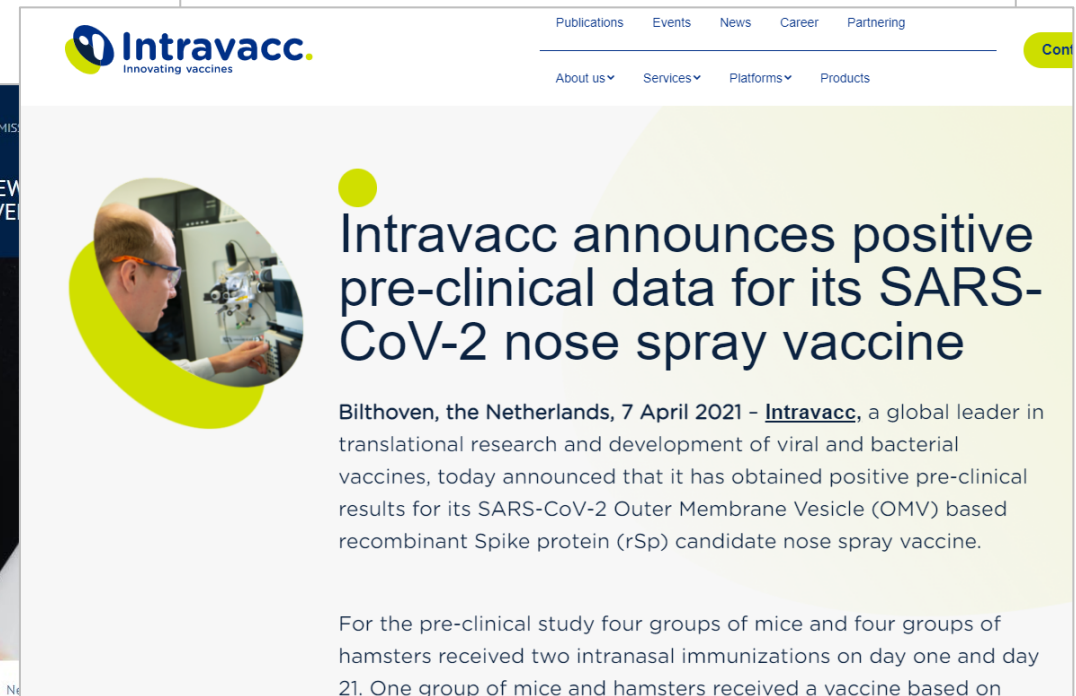 Intravacc.
Innovating vaccines
Publications Events News Career Partnering
About us Services Platforms Products
Intravacc announces positive
pre-clinical data for its SARS-
CoV-2 nose spray vaccine
Bilthoven, the Netherlands, 7 April 2021 – Intravacc, a global leader in
translational research and development of viral and bacterial
vaccines, today announced that it has obtained positive pre-clinical
results for its SARS-CoV-2 Outer Membrane Vesicle (OMV) based
recombinant Spike protein (rSp) candidate nose spray vaccine.
For the pre-clinical study four groups of mice and four groups of
hamsters received two intranasal immunizations on day one and day
21. One group of mice and hamsters received a vaccine based on